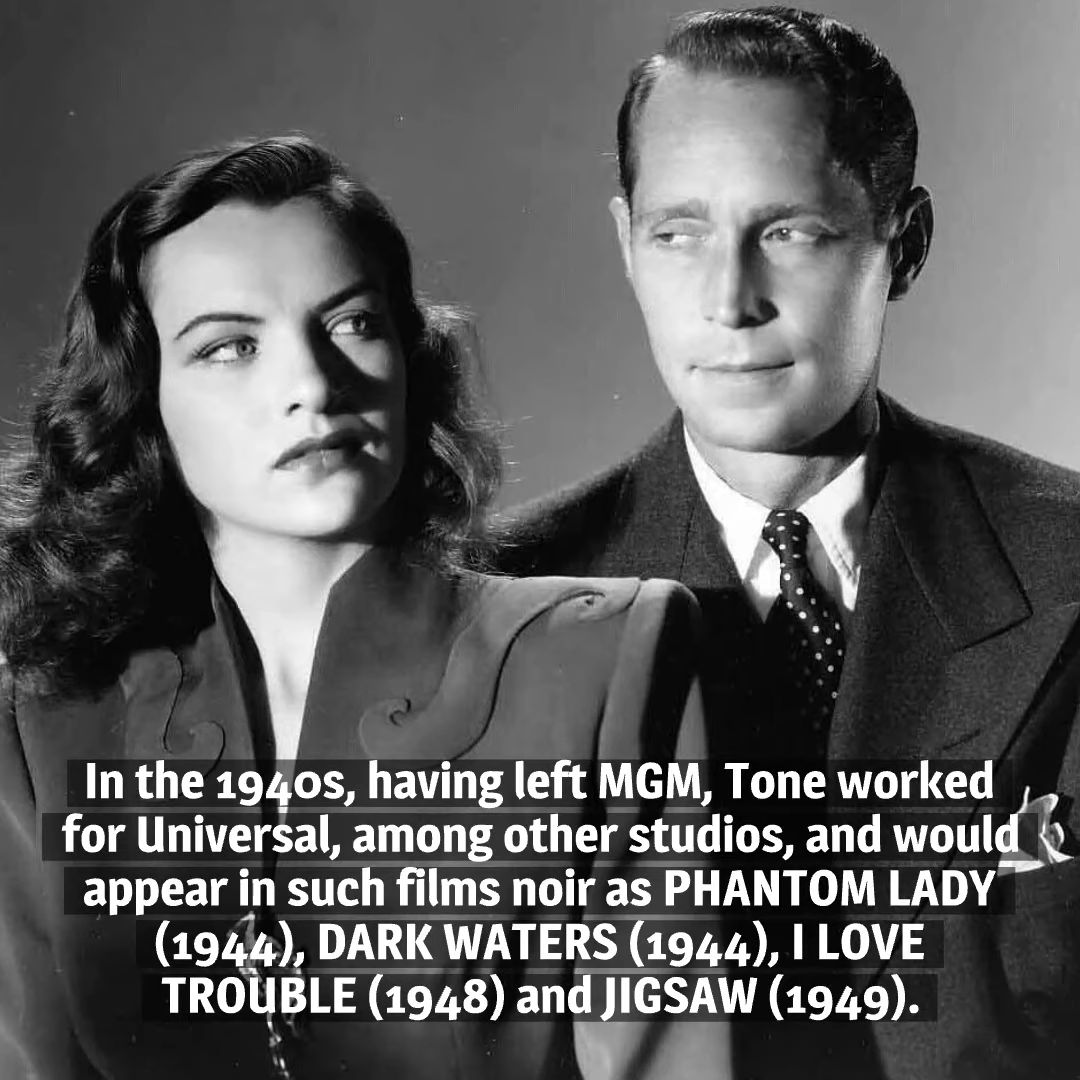 In the 1940s, having left MGM, Tone worked
for Universal, among other studios, and would
appear in such films noir as PHANTOM LADY
(1944), DARK WATERS (1944), I LOVE
TROUBLE (1948) and JIGSAW (1949).